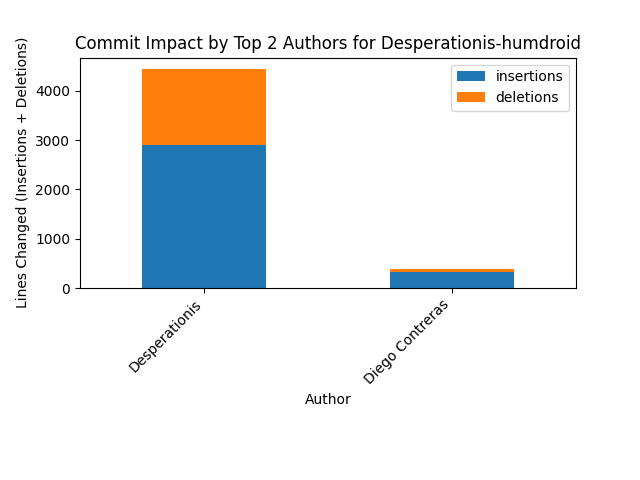 Commit Impact by Top 2 Authors for Desperationis-humdroid
Lines Changed (Insertions + Deletions)
4000
3000
2000
1000
0
insertions
deletions
Desperationis
Diego Contreras
Author